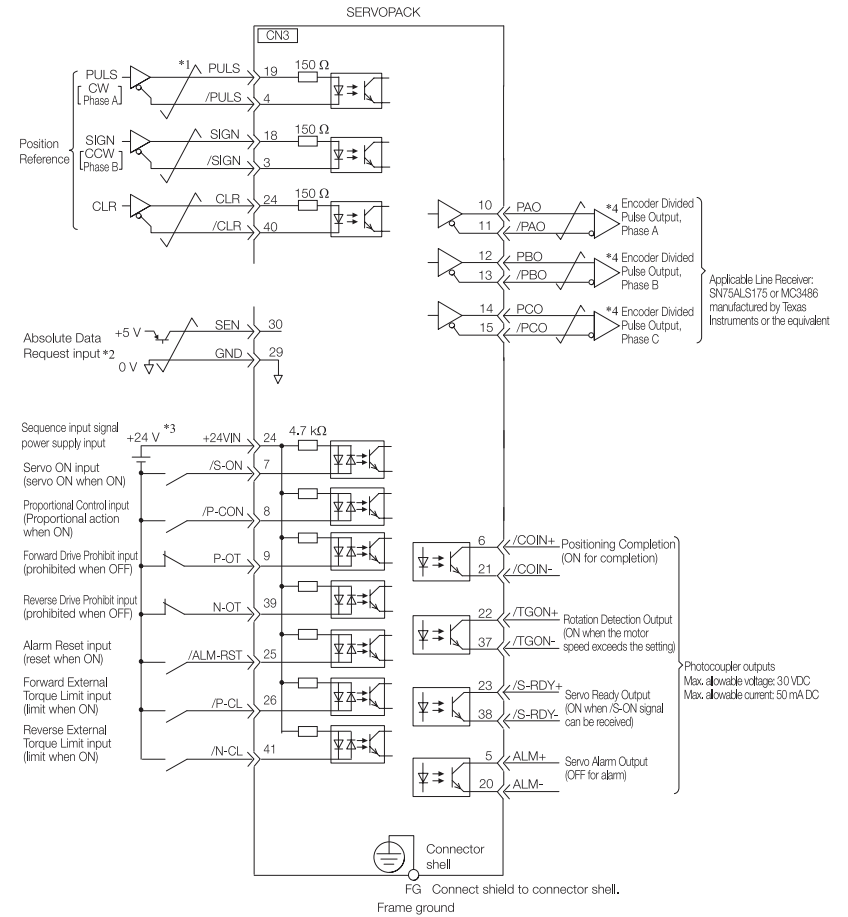 SERVOPACK
CN3
Position
Reference
PULS
CW
Phase A
*1
PULS
19
150 Ω
/PULS
4
SIGN
CCW
Phase B
SIGN
18
150 Ω
/SIGN
3
CLR
CLR
24
150 Ω
/CLR
40
10
PAO
11
/PAO
*4 Encoder Divided
Pulse Output,
Phase A
12
PBO
13
/PBO
*4 Encoder Divided
Pulse Output,
Phase B
14
PCO
15
/PCO
*4 Encoder Divided
Pulse Output,
Phase C
Applicable Line Receiver:
SN75ALS175 or MC3486
manufactured by Texas
Instruments or the equivalent
Absolute Data
Request input *2
+5 V
SEN
30
0 V
GND
29
Sequence input signal
power supply input
+24 V
*3
+24VIN
24
4.7 kΩ
Servo ON input
(servo ON when ON)
/S-ON
7
Proportional Control input
(Proportional action
when ON)
/P-CON
8
Forward Drive Prohibit input
(prohibited when OFF)
P-OT
9
Reverse Drive Prohibit input
(prohibited when OFF)
N-OT
39
Alarm Reset input
(reset when ON)
/ALM-RST
25
Forward External
Torque Limit input
(limit when ON)
/P-CL
26
Reverse External
Torque Limit input
(limit when ON)
/N-CL
41
6
/COIN+
21
/COIN-
Positioning Completion
(ON for completion)
22
/TGON+
37
/TGON-
Rotation Detection Output
(ON when the motor
speed exceeds the setting)
23
/S-RDY+
38
/S-RDY-
Servo Ready Output
(ON when /S-ON signal
can be received)
5
ALM+
20
ALM-
Servo Alarm Output
(OFF for alarm)
Photocoupler outputs
Max. allowable voltage: 30 VDC
Max. allowable current: 50 mA DC
Connector
shell
FG Connect shield to connector shell.
Frame ground